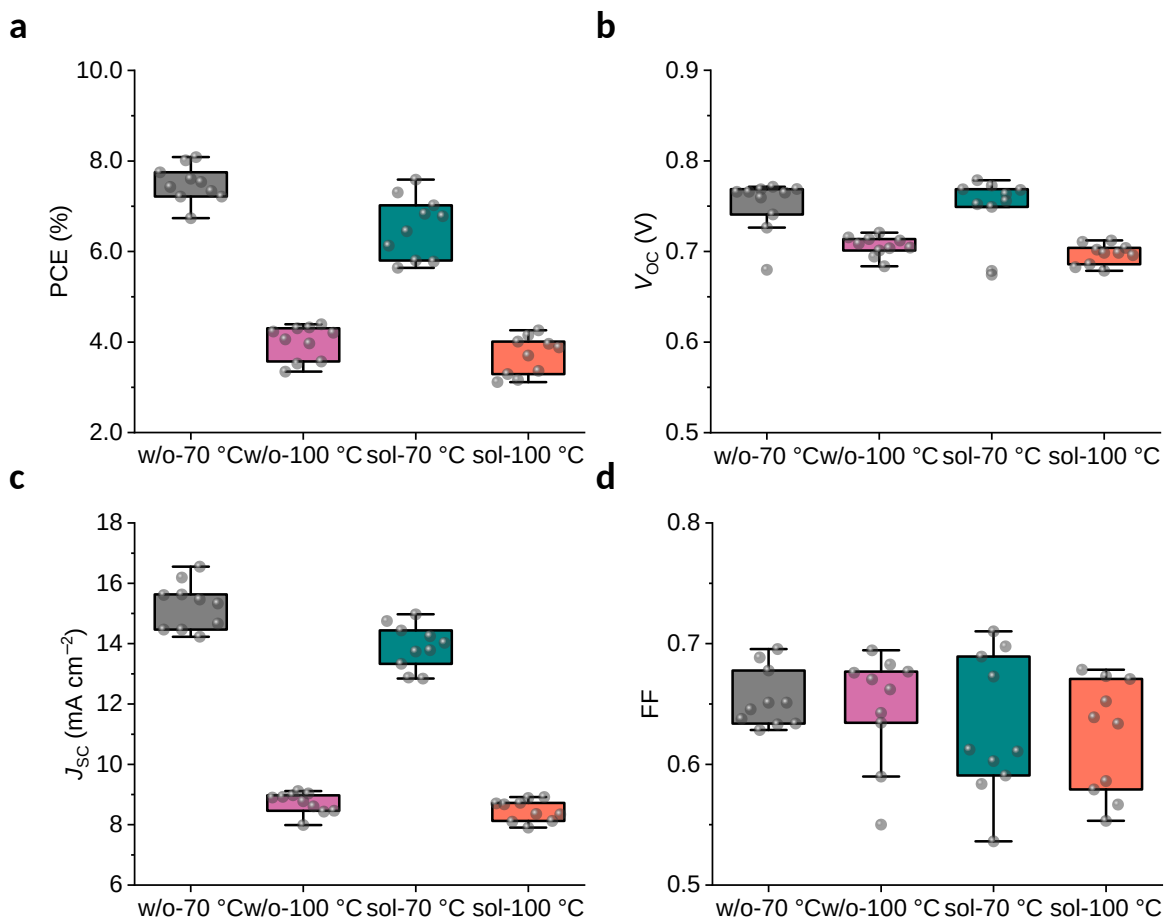 a
PCE (%)
10.0
8.0
6.0
4.0
2.0
w/o-70 °C w/o-100 °C sol-70 °C sol-100 °C
b
V_OC (V)
0.9
0.8
0.7
0.6
0.5
w/o-70 °C w/o-100 °C sol-70 °C sol-100 °C
c
J_SC (mA cm⁻²)
18
16
14
12
10
8
6
w/o-70 °C w/o-100 °C sol-70 °C sol-100 °C
d
FF
0.8
0.7
0.6
0.5
w/o-70 °C w/o-100 °C sol-70 °C sol-100 °C